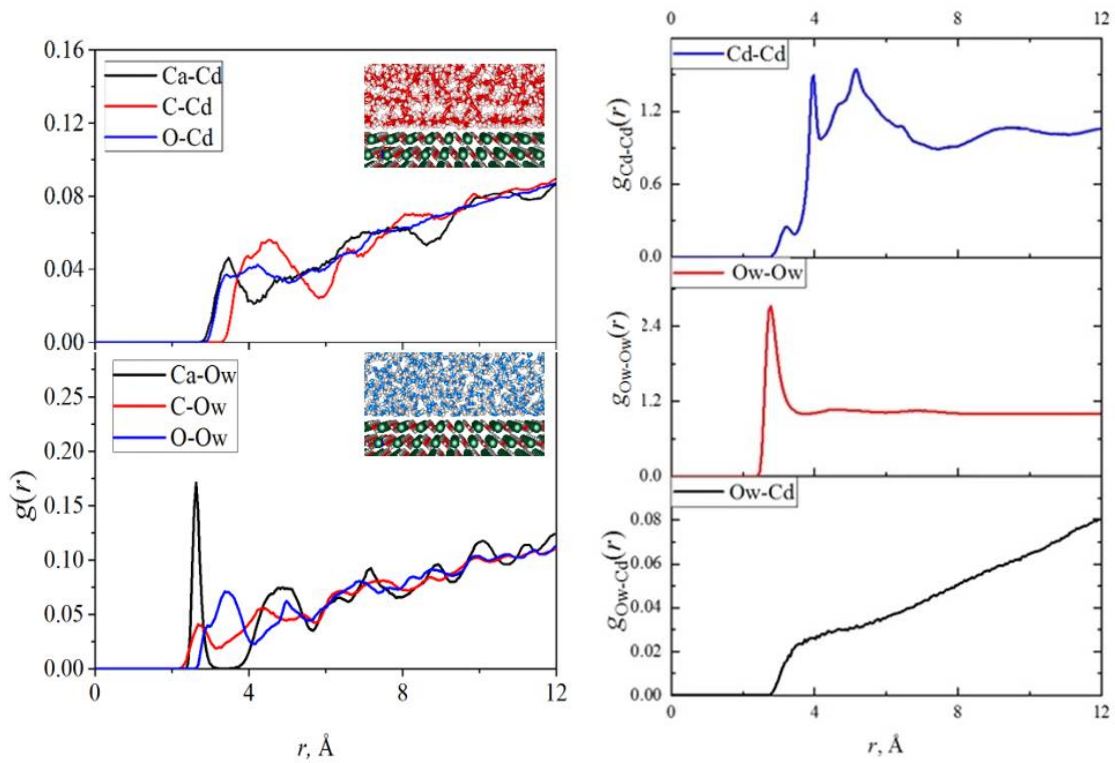 0.16
0.12
0.08
0.04
0.00
Ca-Cd
C-Cd
O-Cd
0.25
0.20
0.15
0.10
0.05
0.00
Ca-Ow
C-Ow
O-Ow
g(r)
0 4 8 12
r, Å
0 4 8 12
Cd-Cd
1.2
0.6
0.0
gCd-Cd(r)
Ow-Ow
2.4
1.2
0.0
gOw-Ow(r)
Ow-Cd
0.08
0.06
0.04
0.02
0.00
gOw-Cd(r)
0 4 8 12
r, Å